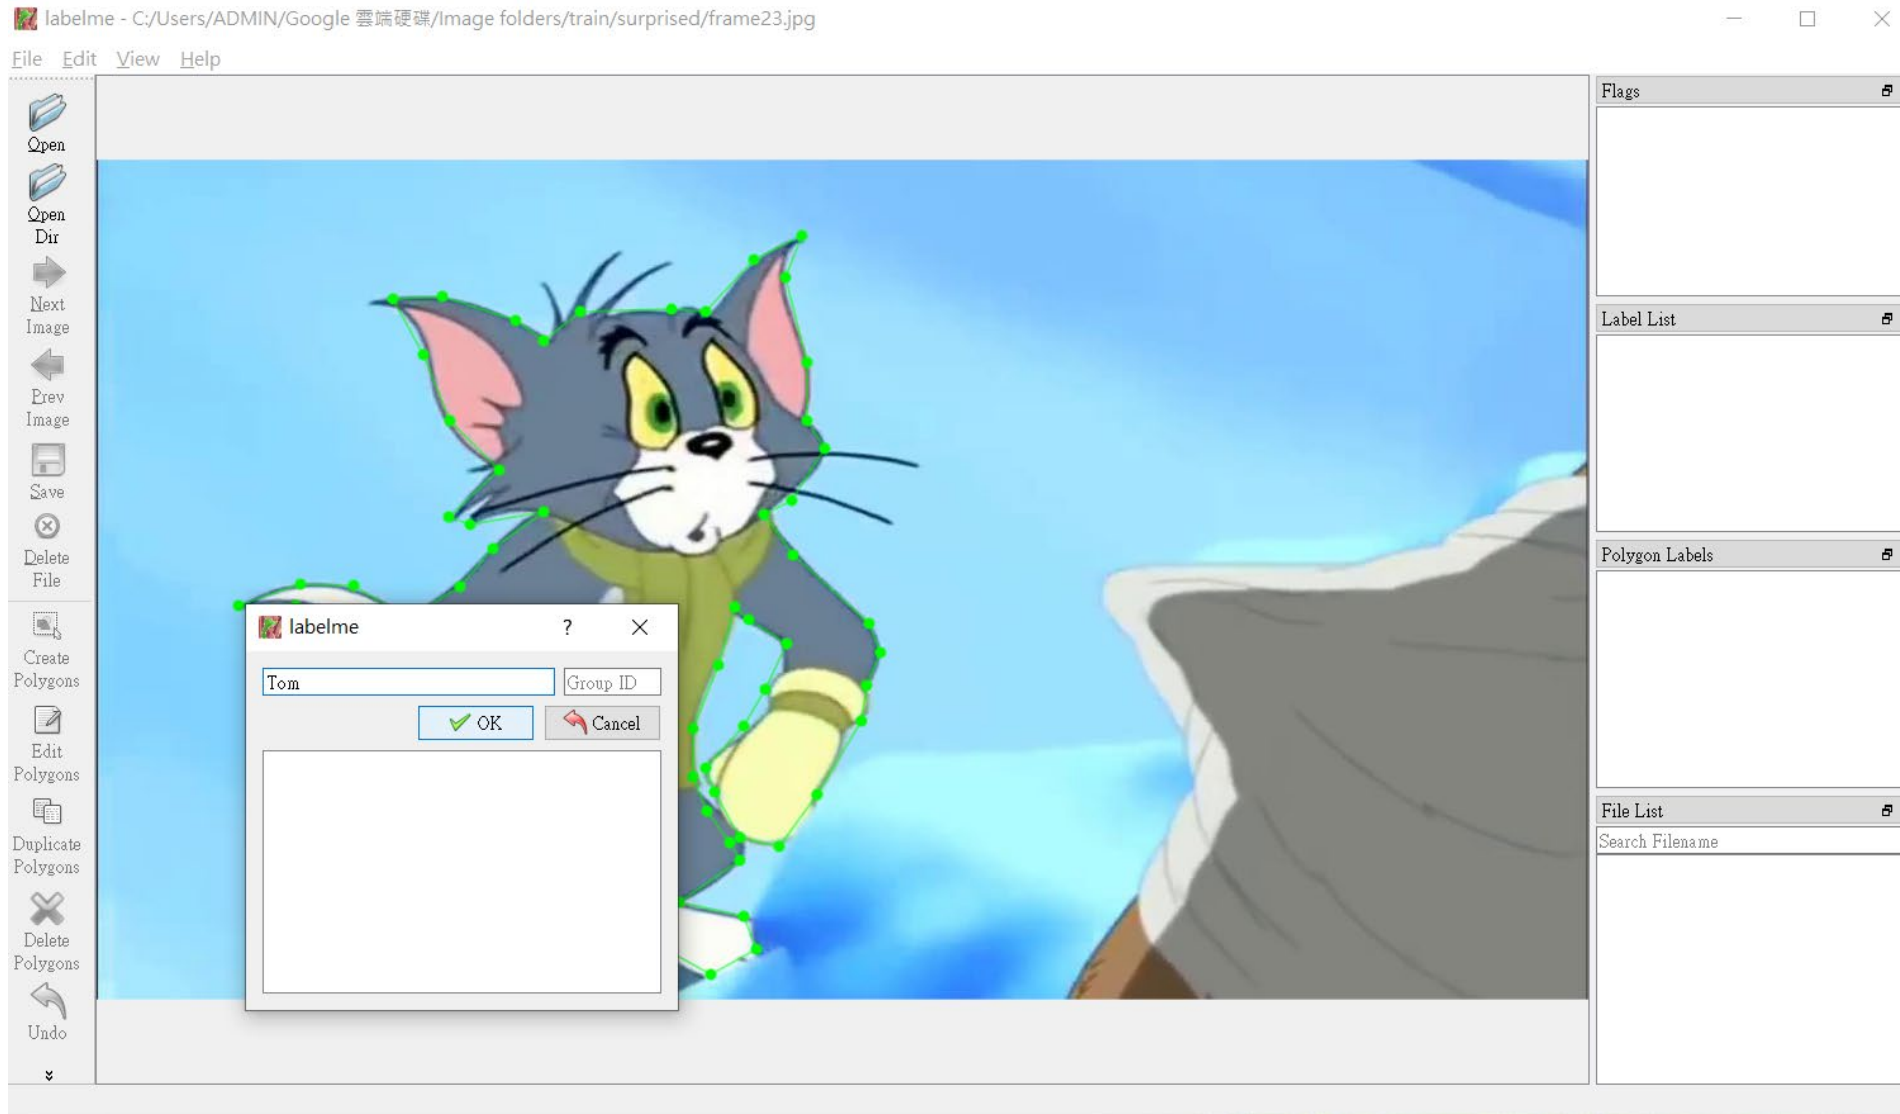 labelme - C:/Users/ADMIN/Google 雲端硬碟/Image folders/train/surprised/frame23.jpg
File Edit View Help
Open
Open
Dir
Next
Image
Prev
Image
Save
Delete
File
Create
Polygons
Edit
Polygons
Duplicate
Polygons
Delete
Polygons
Undo
labelme
?
Tom
Group ID
OK
Cancel
Flags
Label List
Polygon Labels
File List
Search Filename